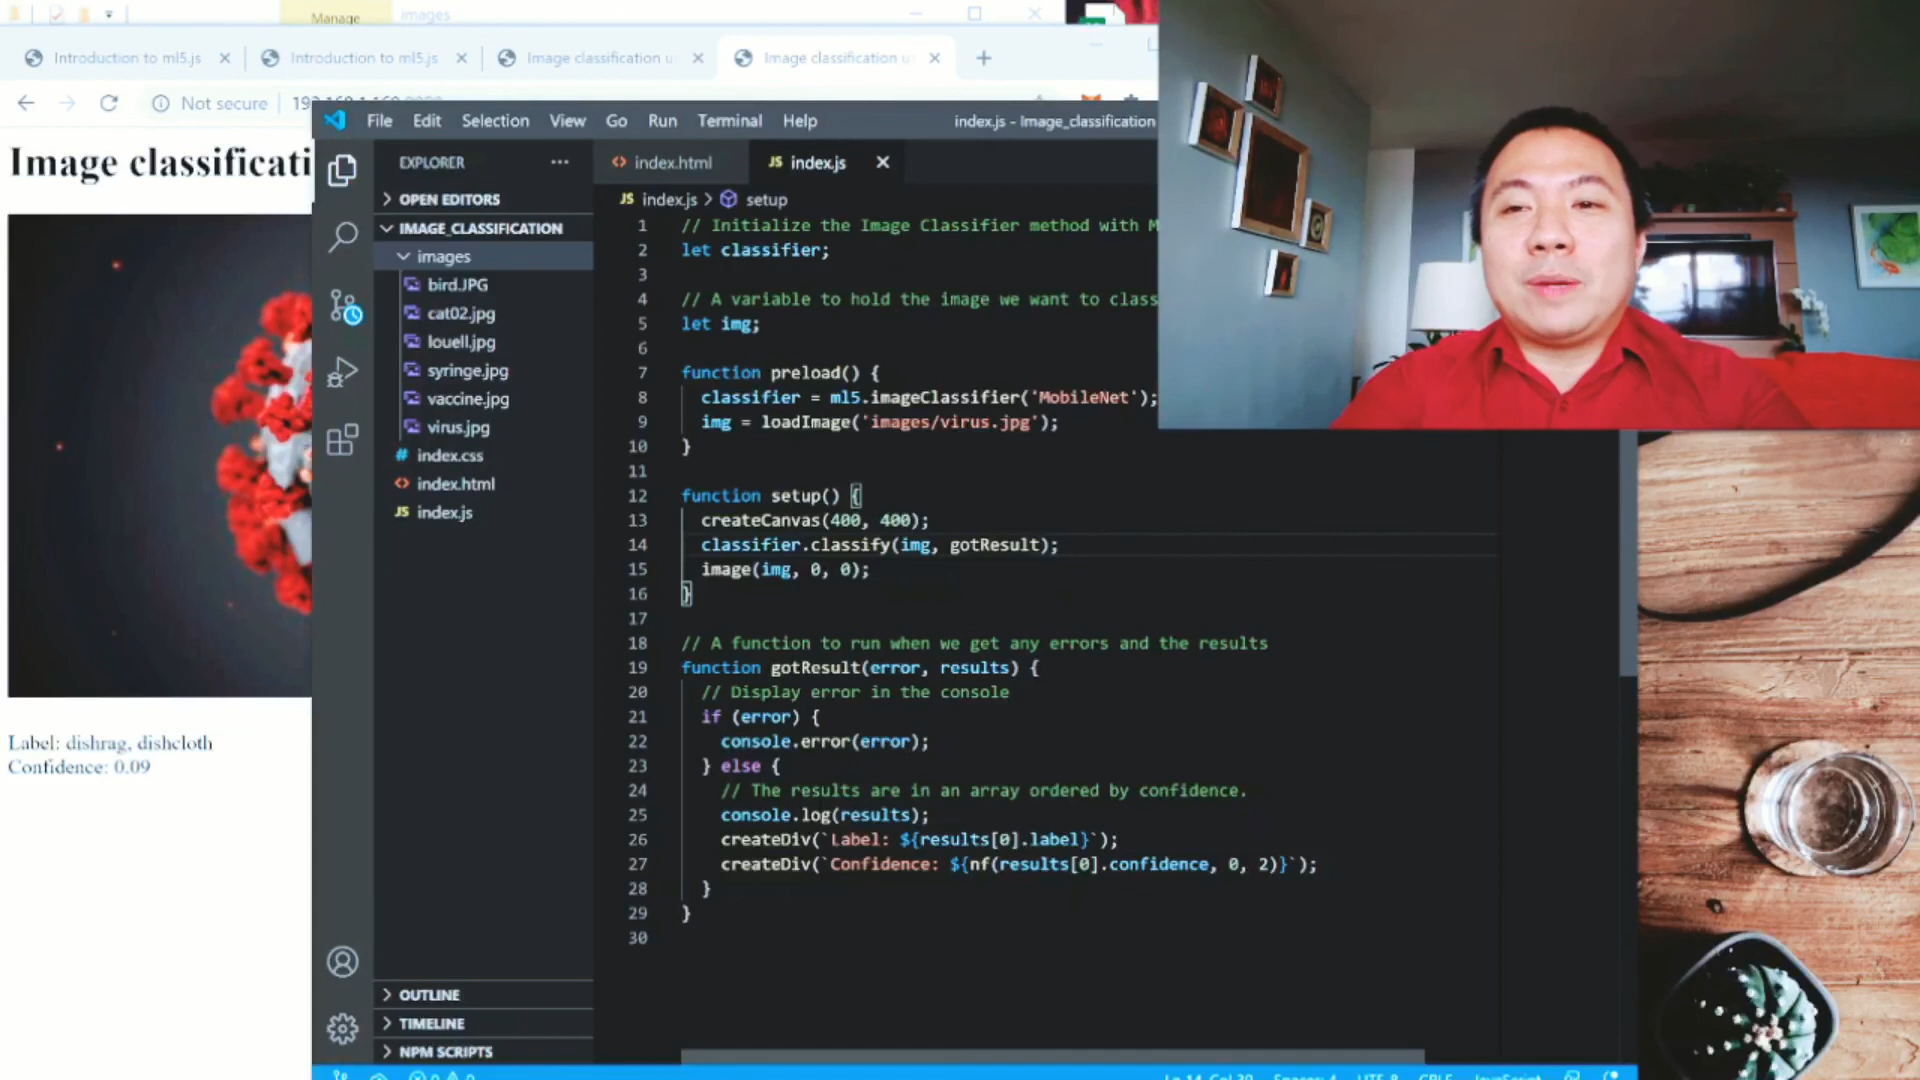 Manage
images
Introduction to ml5.js
Introduction to ml5.js
Image classification u
Image classification u
Not secure
Image classificati
Label: dishrag, dishcloth
Confidence: 0.09
File Edit Selection View Go Run Terminal Help
index.js - Image_classification
EXPLORER
OPEN EDITORS
IMAGE_CLASSIFICATION
images
bird.JPG
cat02.jpg
louell.jpg
syringe.jpg
vaccine.jpg
virus.jpg
index.css
index.html
JS index.js
OUTLINE
TIMELINE
NPM SCRIPTS
index.html
JS index.js
JS index.js > setup
1 // Initialize the Image Classifier method with M
2 let classifier;
3
4 // A variable to hold the image we want to class
5 let img;
6
7 function preload() {
8 classifier = ml5.imageClassifier('MobileNet');
9 img = loadImage('images/virus.jpg');
10 }
11
12 function setup() {
13 createCanvas(400, 400);
14 classifier.classify(img, gotResult);
15 image(img, 0, 0);
16 }
17
18 // A function to run when we get any errors and the results
19 function gotResult(error, results) {
20 // Display error in the console
21 if (error) {
22 console.error(error);
23 } else {
24 // The results are in an array ordered by confidence.
25 console.log(results);
26 createDiv(`Label: ${results[0].label}`);
27 createDiv(`Confidence: ${nf(results[0].confidence, 0, 2)}`);
28 }
29 }
30